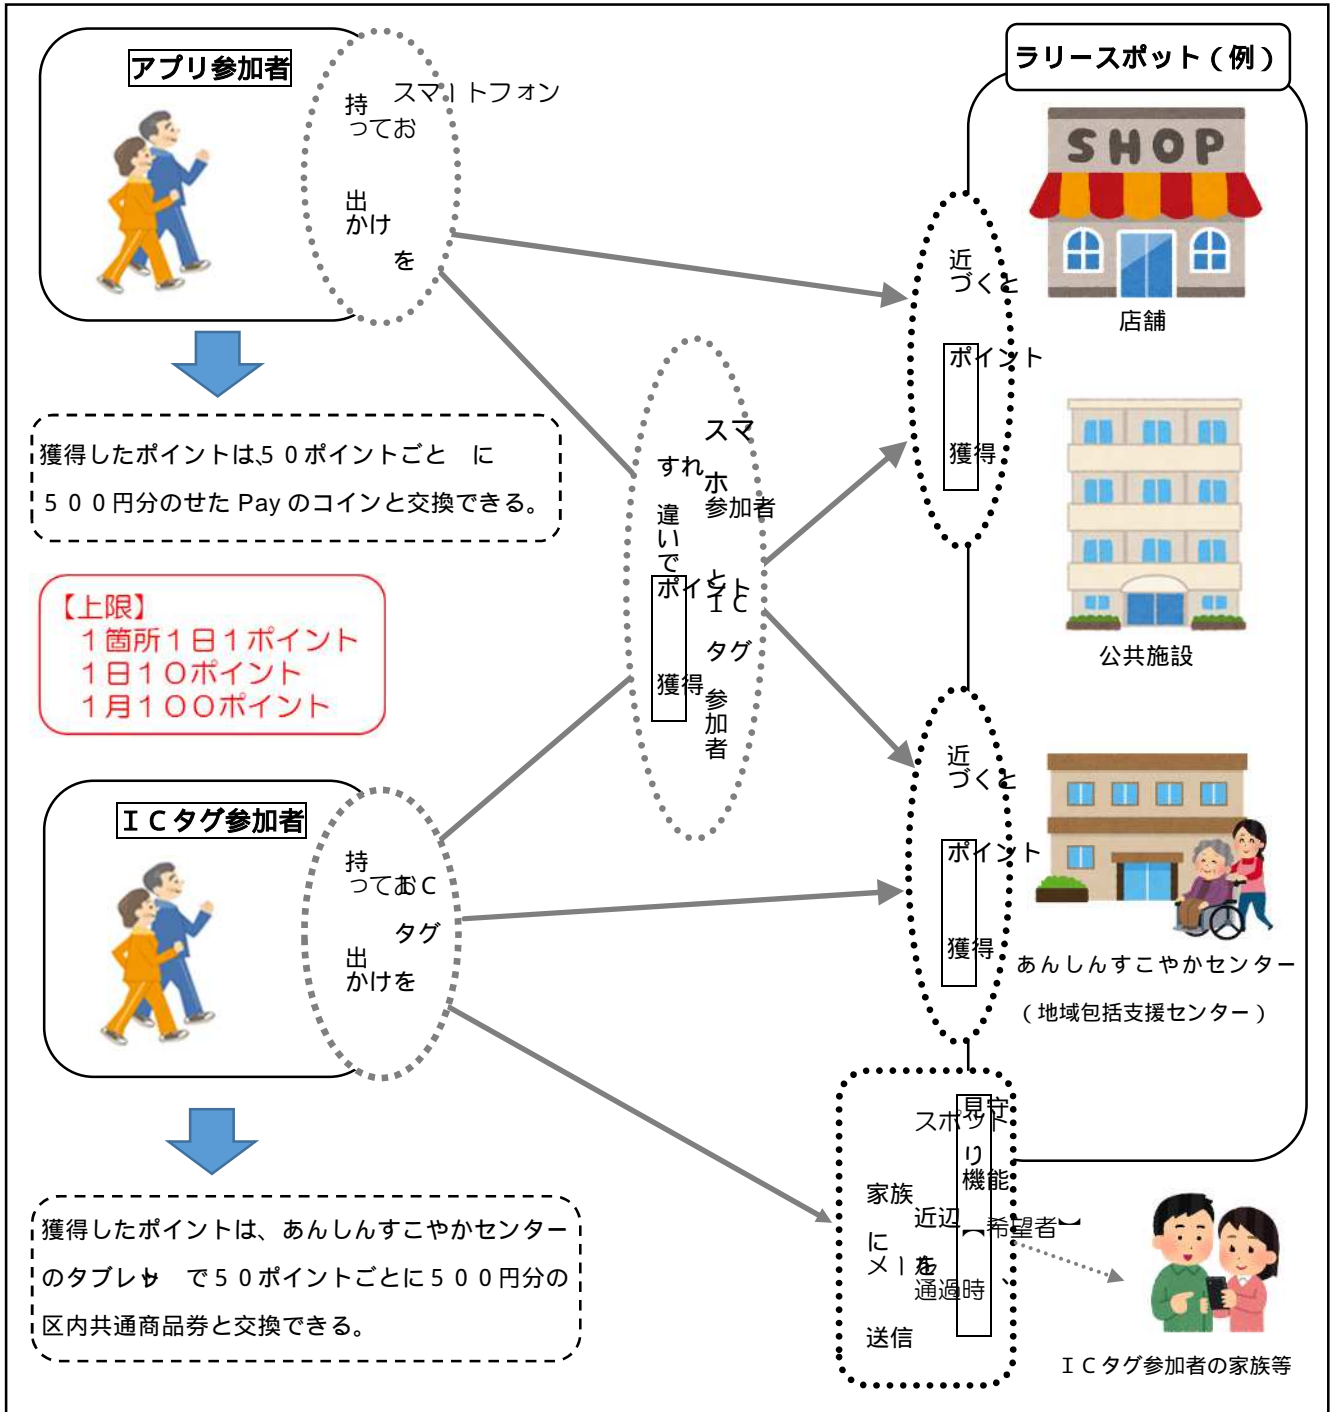 アプリ参加者
スマートフォンを
持ってお出かけ
ラリースポット（例）
SHOP
店舗
近づくと
ポイント獲得
公共施設
獲得したポイントは、５０ポイントごと　に
５００円分のせた Pay のコインと交換できる。
【上限】
１箇所１日１ポイント
１日１０ポイント
１月１００ポイント
スマホ参加者とＩＣタグ参加者
すれ違いで
ポイント獲得
ＩＣタグ参加者
ＩＣタグを
持ってお出かけ
近づくと
ポイント獲得
あんしんすこやかセンター
（地域包括支援センター）
獲得したポイントは、あんしんすこやかセンター
のタブレット　で５０ポイントごとに５００円分の
区内共通商品券と交換できる。
見守り機能【希望者】
スポット近辺を通過時、
家族にメール送信
ＩＣタグ参加者の家族等